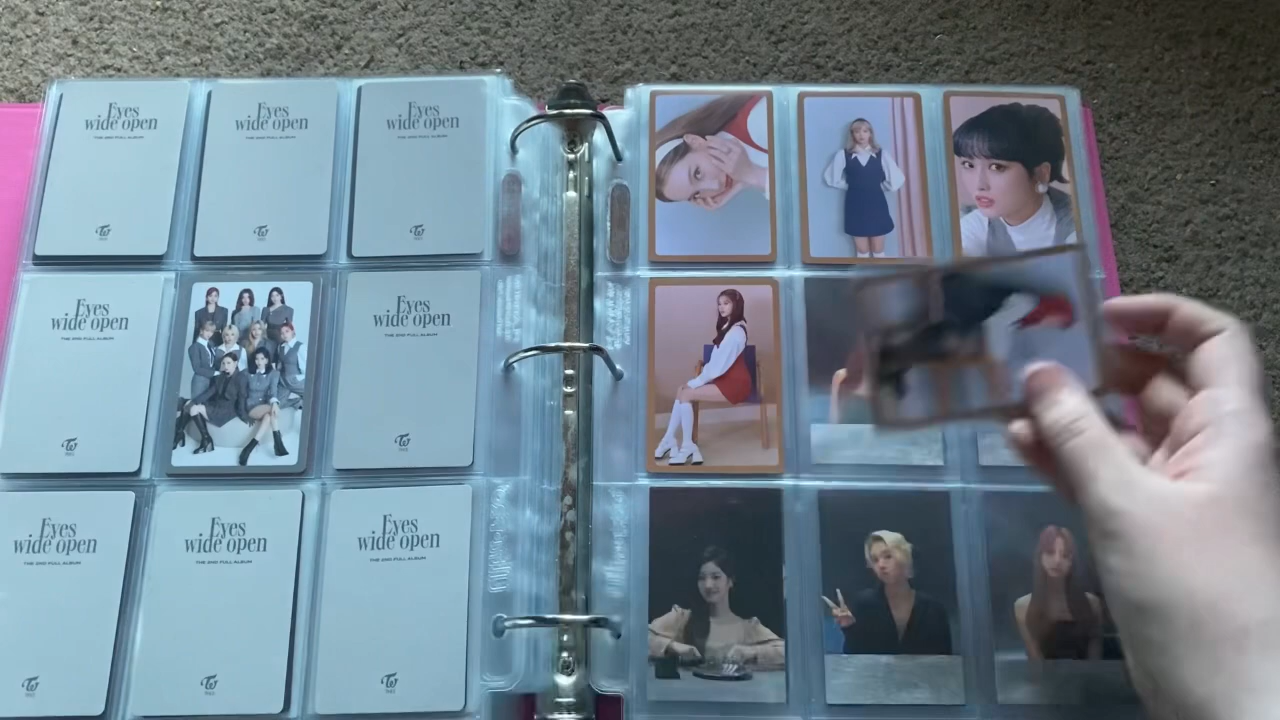 Eyes
wide open
THE 2ND FULL ALBUM
Eyes
wide open
THE 2ND FULL ALBUM
Eyes
wide open
THE 2ND FULL ALBUM
Eyes
wide open
THE 2ND FULL ALBUM
Eyes
wide open
THE 2ND FULL ALBUM
Eyes
wide open
THE 2ND FULL ALBUM
Eyes
wide open
THE 2ND FULL ALBUM
Eyes
wide open
THE 2ND FULL ALBUM